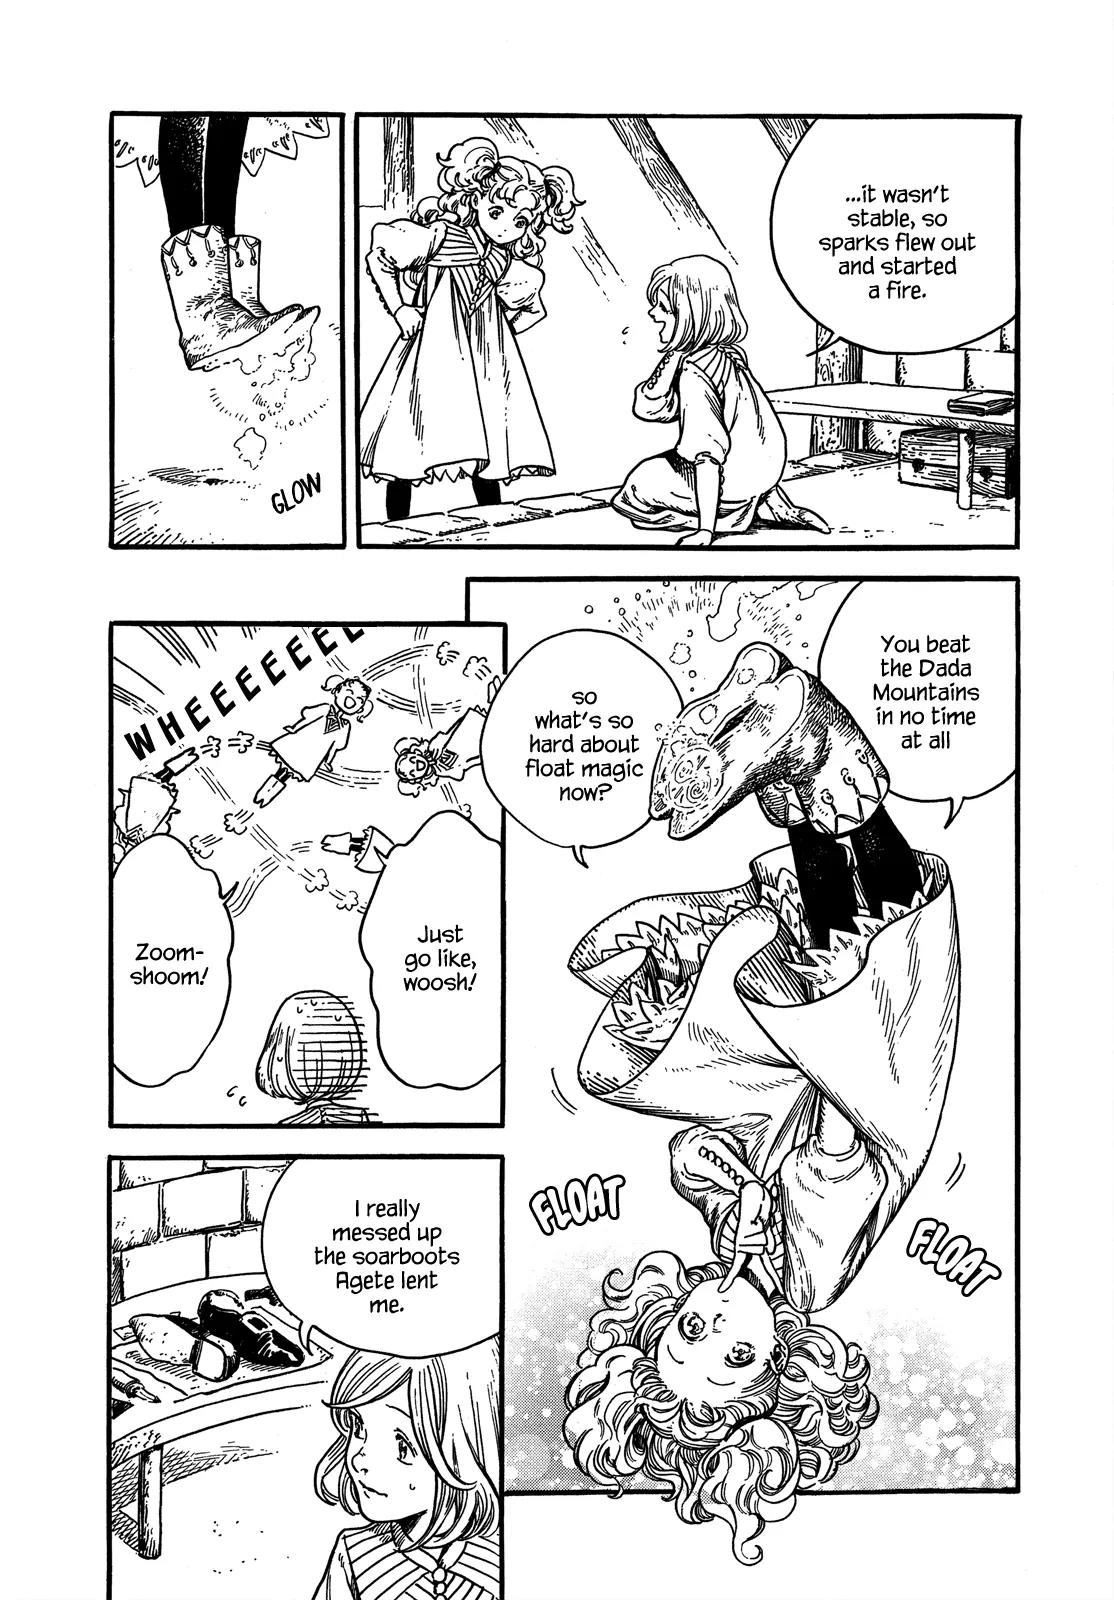 ...it wasn't
stable, so
sparks flew out
and started
a fire.
GLOW
You beat
the Dada
Mountains
in no time
at all
so
what's so
hard about
float magic
now?
FLOAT
FLOAT
WHEEEEEEE
Just
go like,
woosh!
Zoom-
shoom!
I really
messed up
the soarboots
Agete lent
me.